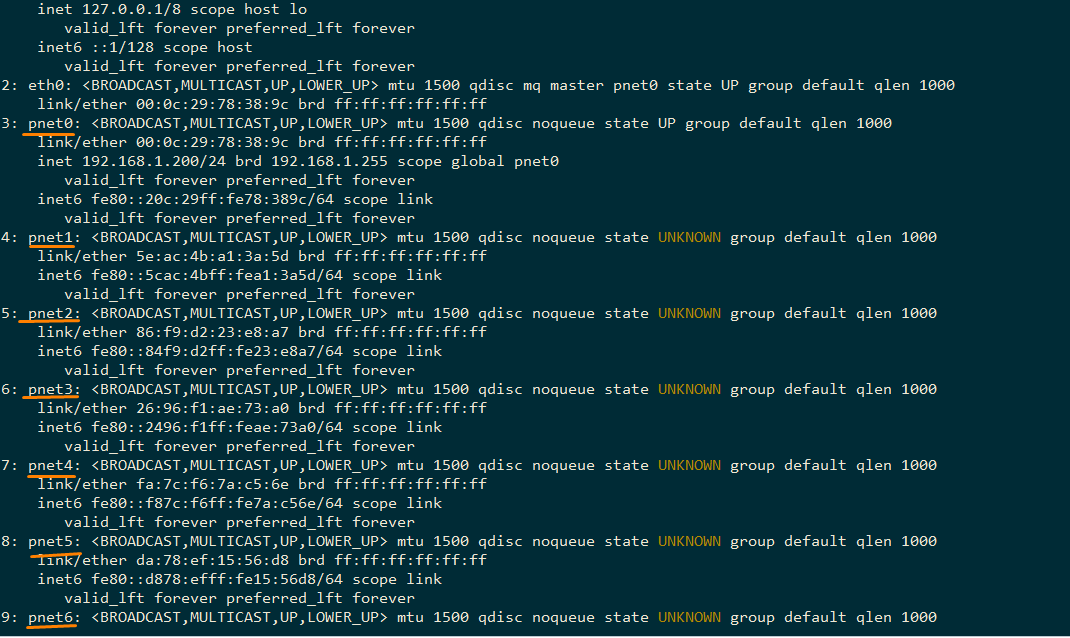 inet 127.0.0.1/8 scope host lo
valid_lft forever preferred_lft forever
inet6 ::1/128 scope host
valid_lft forever preferred_lft forever
2: eth0: <BROADCAST,MULTICAST,UP,LOWER_UP> mtu 1500 qdisc mq master pnet0 state UP group default qlen 1000
link/ether 00:0c:29:78:38:9c brd ff:ff:ff:ff:ff:ff
3: pnet0: <BROADCAST,MULTICAST,UP,LOWER_UP> mtu 1500 qdisc noqueue state UP group default qlen 1000
link/ether 00:0c:29:78:38:9c brd ff:ff:ff:ff:ff:ff
inet 192.168.1.200/24 brd 192.168.1.255 scope global pnet0
valid_lft forever preferred_lft forever
inet6 fe80::20c:29ff:fe78:389c/64 scope link
valid_lft forever preferred_lft forever
4: pnet1: <BROADCAST,MULTICAST,UP,LOWER_UP> mtu 1500 qdisc noqueue state UNKNOWN group default qlen 1000
link/ether 5e:ac:4b:a1:3a:5d brd ff:ff:ff:ff:ff:ff
inet6 fe80::5cac:4bff:fea1:3a5d/64 scope link
valid_lft forever preferred_lft forever
5: pnet2: <BROADCAST,MULTICAST,UP,LOWER_UP> mtu 1500 qdisc noqueue state UNKNOWN group default qlen 1000
link/ether 86:f9:d2:23:e8:a7 brd ff:ff:ff:ff:ff:ff
inet6 fe80::84f9:d2ff:fe23:e8a7/64 scope link
valid_lft forever preferred_lft forever
6: pnet3: <BROADCAST,MULTICAST,UP,LOWER_UP> mtu 1500 qdisc noqueue state UNKNOWN group default qlen 1000
link/ether 26:96:f1:ae:73:a0 brd ff:ff:ff:ff:ff:ff
inet6 fe80::2496:f1ff:feae:73a0/64 scope link
valid_lft forever preferred_lft forever
7: pnet4: <BROADCAST,MULTICAST,UP,LOWER_UP> mtu 1500 qdisc noqueue state UNKNOWN group default qlen 1000
link/ether fa:7c:f6:7a:c5:6e brd ff:ff:ff:ff:ff:ff
inet6 fe80::f87c:f6ff:fe7a:c56e/64 scope link
valid_lft forever preferred_lft forever
8: pnet5: <BROADCAST,MULTICAST,UP,LOWER_UP> mtu 1500 qdisc noqueue state UNKNOWN group default qlen 1000
link/ether da:78:ef:15:56:d8 brd ff:ff:ff:ff:ff:ff
inet6 fe80::d878:efff:fe15:56d8/64 scope link
valid_lft forever preferred_lft forever
9: pnet6: <BROADCAST,MULTICAST,UP,LOWER_UP> mtu 1500 qdisc noqueue state UNKNOWN group default qlen 1000